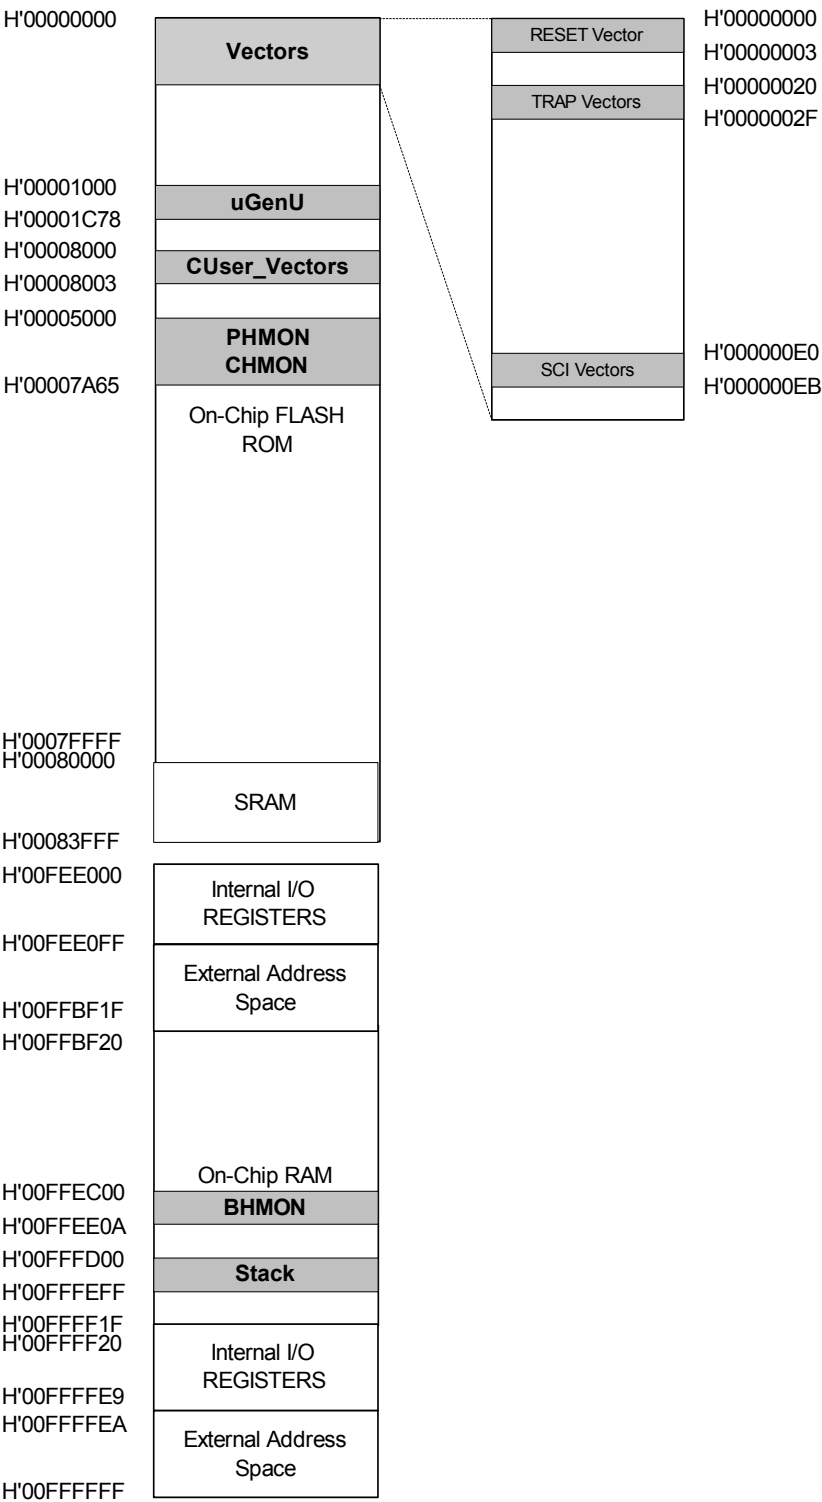 H'00000000
Vectors
H'00001000
uGenU
H'00001C78
H'00008000
CUser_Vectors
H'00008003
H'00005000
PHMON
CHMON
H'00007A65
On-Chip FLASH
ROM
H'0007FFFF
H'00080000
SRAM
H'00083FFF
H'00FEE000
Internal I/O
REGISTERS
H'00FEE0FF
External Address
Space
H'00FFBF1F
H'00FFBF20
On-Chip RAM
H'00FFEC00
BHMON
H'00FFEE0A
H'00FFFD00
Stack
H'00FFFEFF
H'00FFFF1F
H'00FFFF20
Internal I/O
REGISTERS
H'00FFFFE9
H'00FFFFEA
External Address
Space
H'00FFFFFF
H'00000000
RESET Vector
H'00000003
H'00000020
TRAP Vectors
H'0000002F
H'000000E0
SCI Vectors
H'000000EB